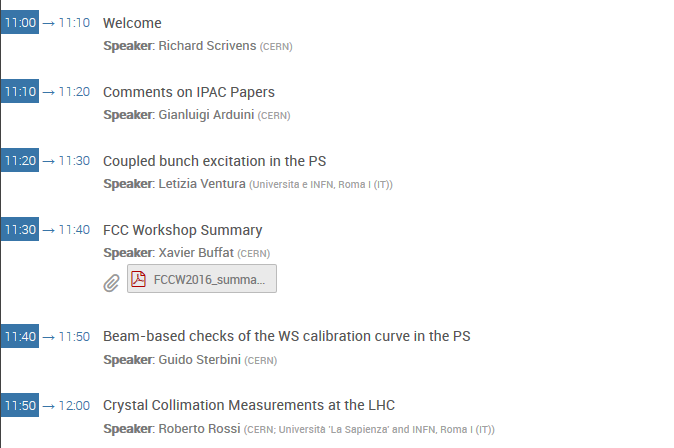 11:00 → 11:10 Welcome
Speaker: Richard Scrivens (CERN)
11:10 → 11:20 Comments on IPAC Papers
Speaker: Gianluigi Arduini (CERN)
11:20 → 11:30 Coupled bunch excitation in the PS
Speaker: Letizia Ventura (Universita e INFN, Roma I (IT))
11:30 → 11:40 FCC Workshop Summary
Speaker: Xavier Buffat (CERN)
FCCW2016_summa...
11:40 → 11:50 Beam-based checks of the WS calibration curve in the PS
Speaker: Guido Sterbini (CERN)
11:50 → 12:00 Crystal Collimation Measurements at the LHC
Speaker: Roberto Rossi (CERN; Università 'La Sapienza' and INFN, Roma I (IT))